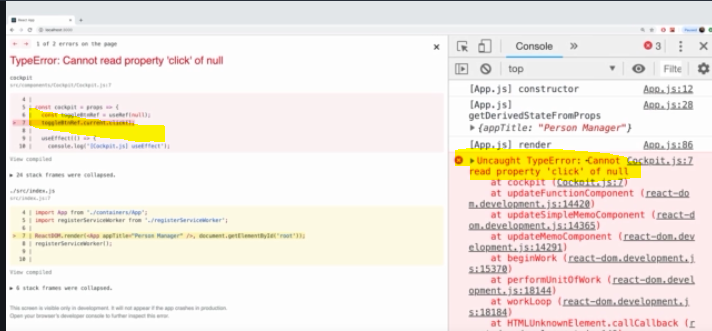 React App
localhost:3000
1 of 2 errors on the page
TypeError: Cannot read property 'click' of null
cockpit
src/components/Cockpit/Cockpit.js:7
4 |
5 | const cockpit = props => {
6 | const toggleBtnRef = useRef(null);
> 7 | toggleBtnRef.current.click();
8 |
9 | useEffect(() => {
10 | console.log('[Cockpit.js] useEffect');
View compiled
▶ 24 stack frames were collapsed.
./src/index.js
src/index.js:7
4 | import App from "./containers/App";
5 | import registerServiceWorker from "./registerServiceWorker";
6 |
> 7 | ReactDOM.render(<App appTitle="Person Manager" />, document.getElementById('root'));
8 | registerServiceWorker();
9 |
10 |
View compiled
▶ 6 stack frames were collapsed.
This screen is visible only in development. It will not appear if the app crashes in production.
Open your browser's developer console to further inspect this error.
Console
3
top
Filte
[App.js] constructor App.js:12
App.js:28
[App.js]
getDerivedStateFromProps
▶ {appTitle: "Person Manager"}
[App.js] render App.js:86
▶ Uncaught TypeError: Cannot Cockpit.js:7
read property 'click' of null
at cockpit (Cockpit.js:7)
at updateFunctionComponent (react-do
m.development.js:14420)
at updateSimpleMemoComponent (react-d
om.development.js:14365)
at updateMemoComponent (react-dom.dev
elopment.js:14291)
at beginWork (react-dom.development.j
s:15370)
at performUnitOfWork (react-dom.devel
opment.js:18144)
at workLoop (react-dom.development.j
s:18184)
at HTMLUnknownElement.callCallback (r